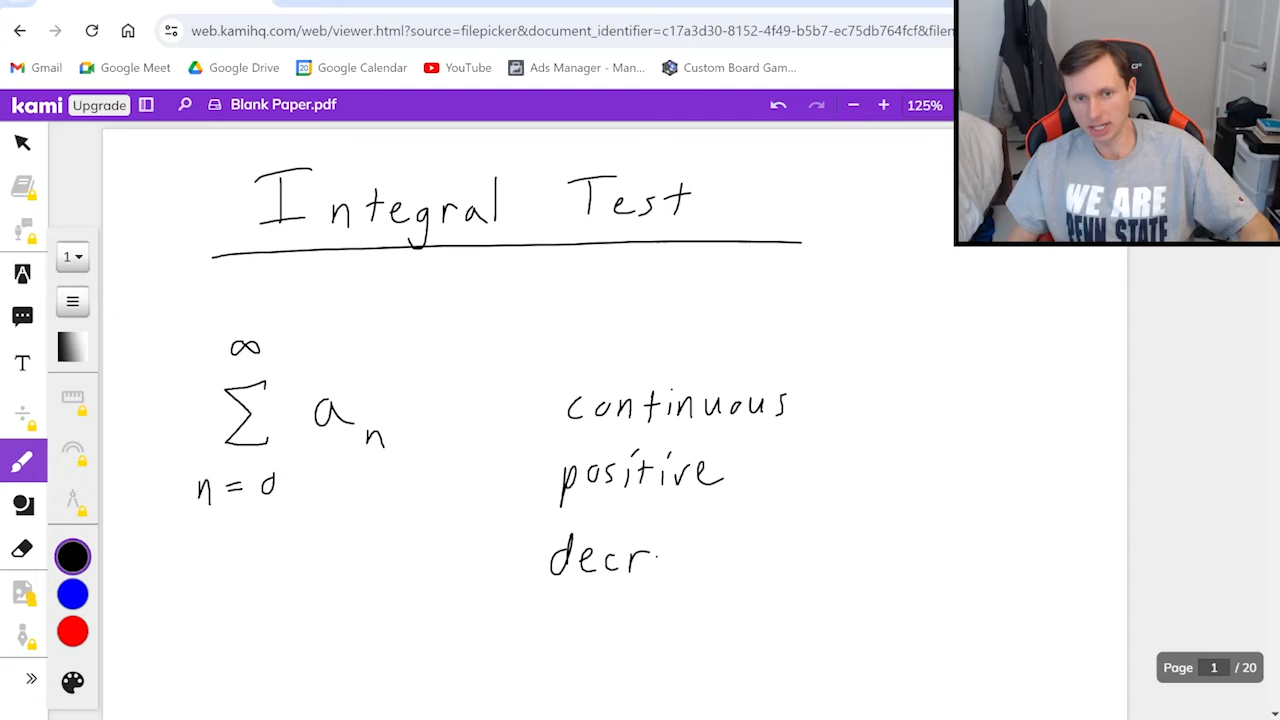 web.kamihq.com/web/viewer.html?source=filepicker&document_identifier=c17a3d30-8152-4f49-b5b7-ec75db764fcf&filen
Gmail Google Meet Google Drive Google Calendar YouTube Ads Manager - Man... Custom Board Gam...
kami Upgrade Blank Paper.pdf 125%
Integral Test
1
T
∞
∑ a n
n = 0
continuous
positive
decr
WE ARE
PENN STATE
Page 1 / 20